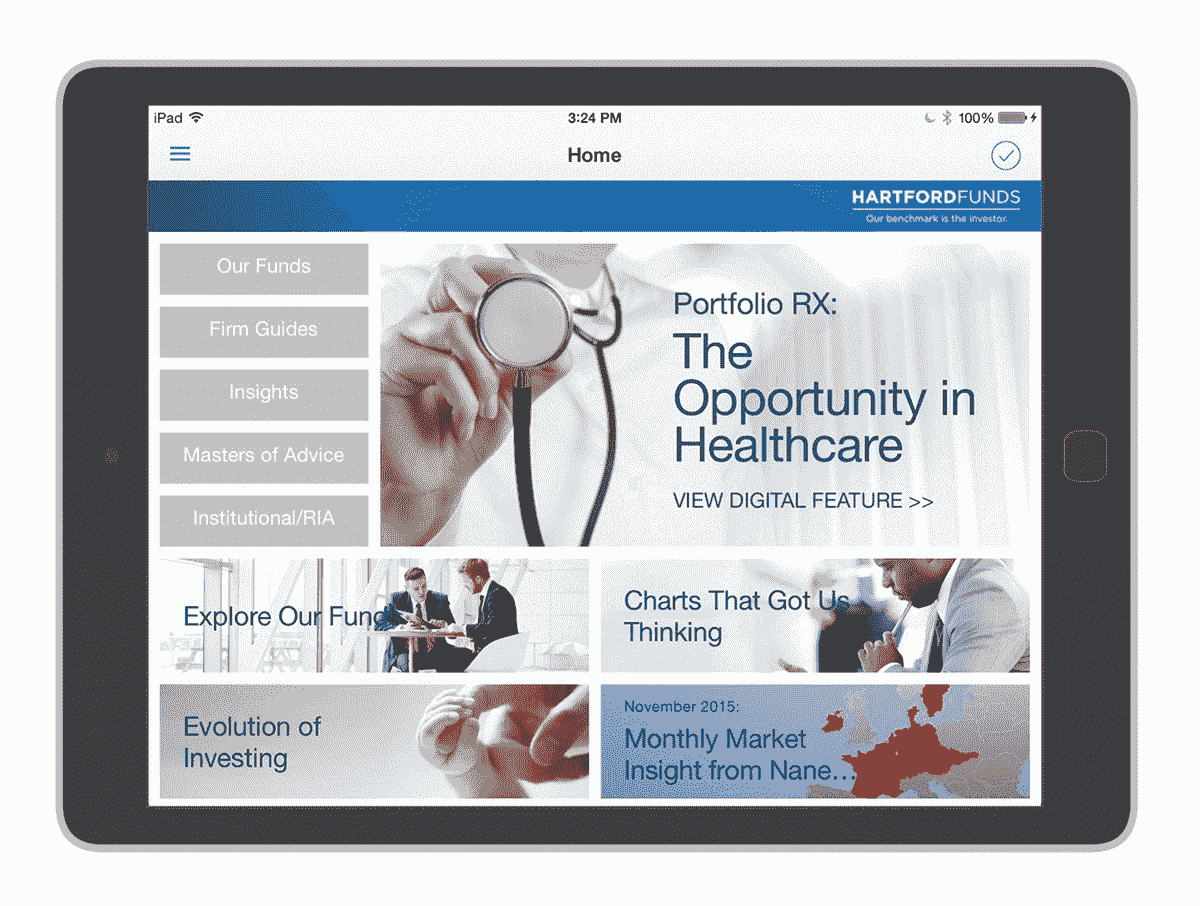 iPad
3:24 PM
100%
Home
HARTFORDFUNDS
Our benchmark is the investor.
Our Funds
Firm Guides
Insights
Masters of Advice
Institutional/RIA
Portfolio RX:
The
Opportunity in
Healthcare
VIEW DIGITAL FEATURE >>
Explore Our Fund
Charts That Got Us
Thinking
Evolution of
Investing
November 2015:
Monthly Market
Insight from Nane…